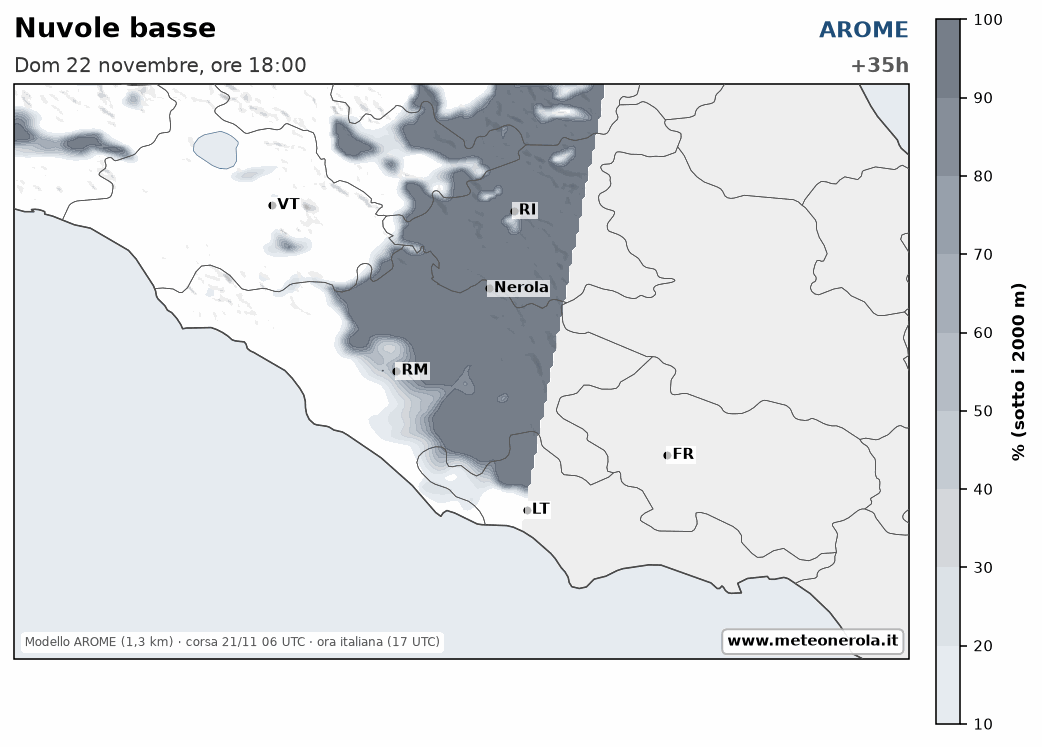 Nuvole basse
AROME
Dom 22 novembre, ore 18:00
+35h
100
90
80
70
60
50
40
30
20
10
% (sotto i 2000 m)
VT
RI
Nerola
RM
FR
LT
Modello AROME (1,3 km) · corsa 21/11 06 UTC · ora italiana (17 UTC)
www.meteonerola.it